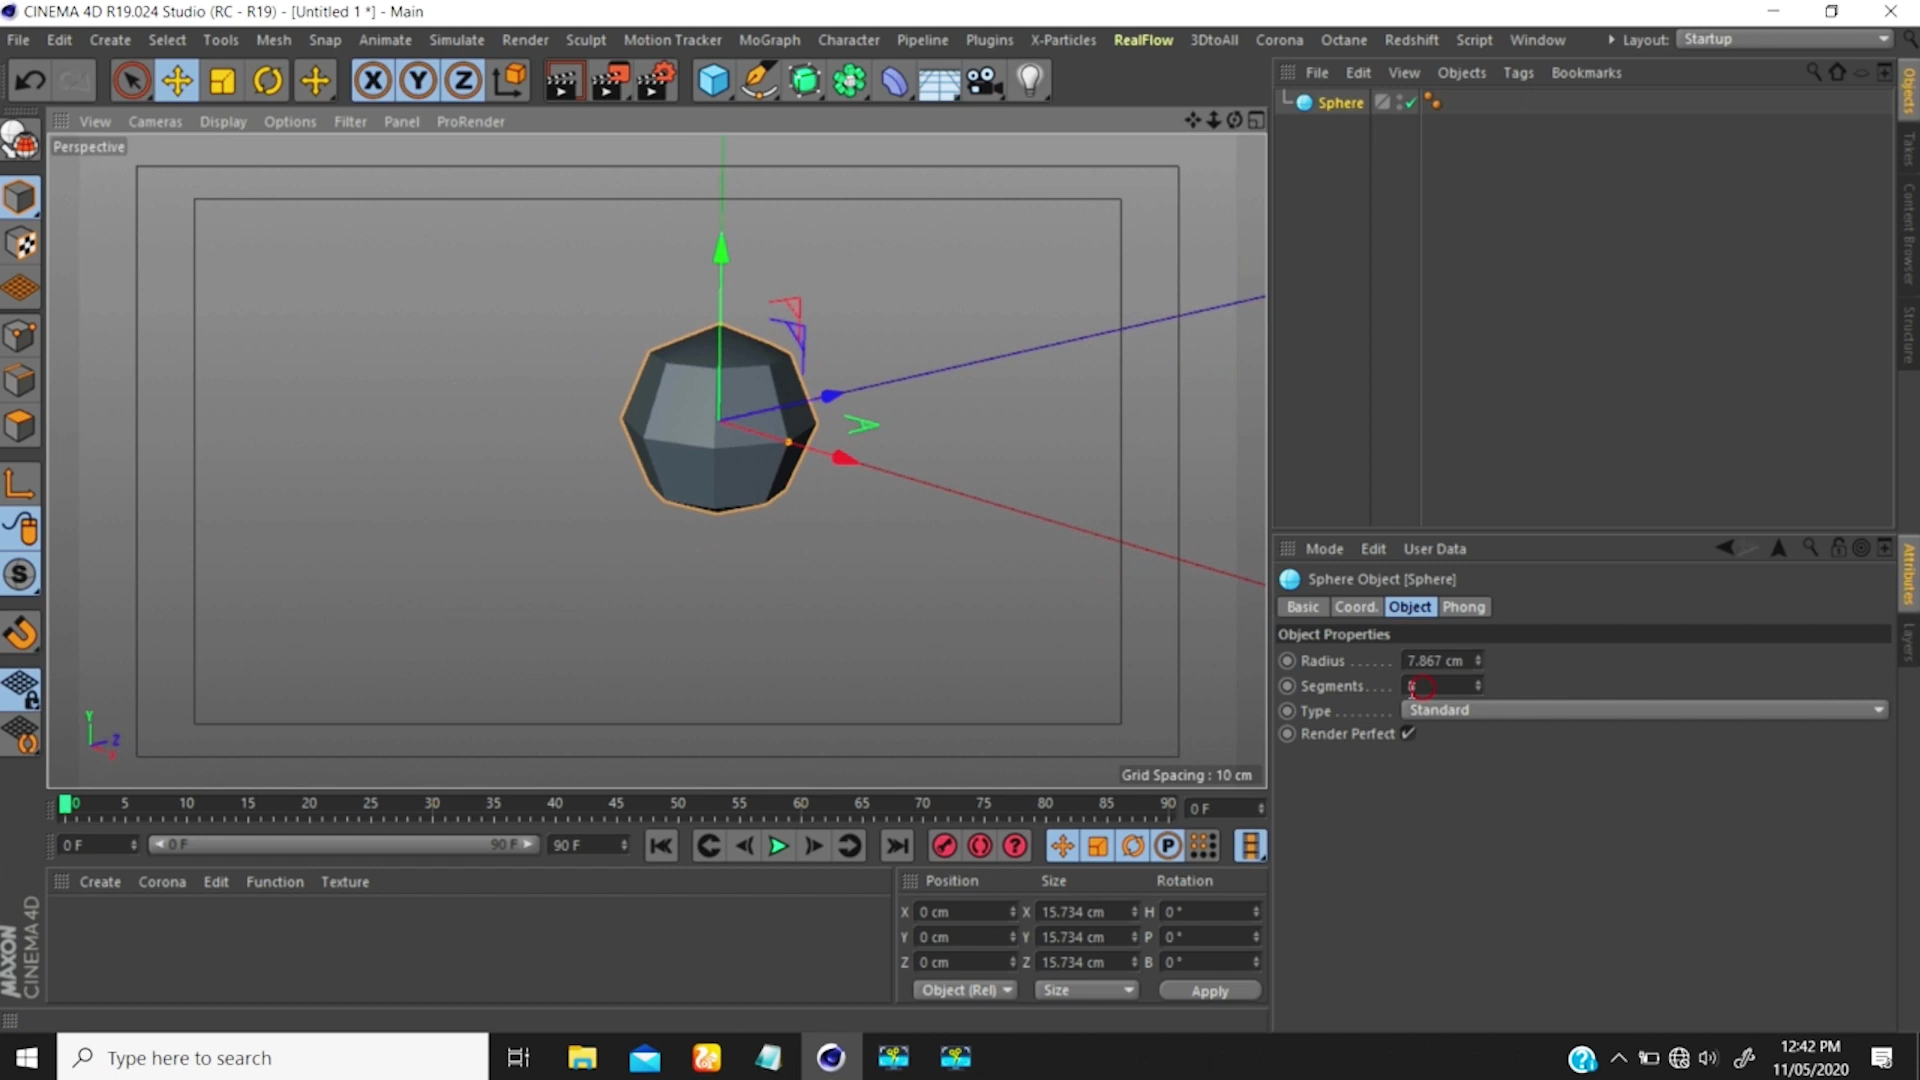 CINEMA 4D R19.024 Studio (RC - R19) - [Untitled 1 *] - Main
File Edit Create Select Tools Mesh Snap Animate Simulate Render Sculpt Motion Tracker MoGraph Character Pipeline Plugins X-Particles RealFlow 3DtoAll Corona Octane Redshift Script Window Layout: Startup
X Y Z
File Edit View Objects Tags Bookmarks
Sphere
View Cameras Display Options Filter Panel ProRender
Perspective
Y
Z
X
Grid Spacing : 10 cm
Objects
Takes
Content Browser
Structure
Mode Edit User Data
Sphere Object [Sphere]
Basic Coord. Object Phong
Object Properties
Radius . . . . . . 7.867 cm
Segments. . . .
Type . . . . . . . . Standard
Render Perfect
Attributes
Layers
S
0 5 10 15 20 25 30 35 40 45 50 55 60 65 70 75 80 85 90 0 F
0 F 0 F 90 F 90 F
? P
Create Corona Edit Function Texture
Position Size Rotation
X 0 cm X 15.734 cm H 0 °
Y 0 cm Y 15.734 cm P 0 °
Z 0 cm Z 15.734 cm B 0 °
Object (Rel) Size Apply
MAXON
CINEMA 4D
Type here to search
12:42 PM
11/05/2020